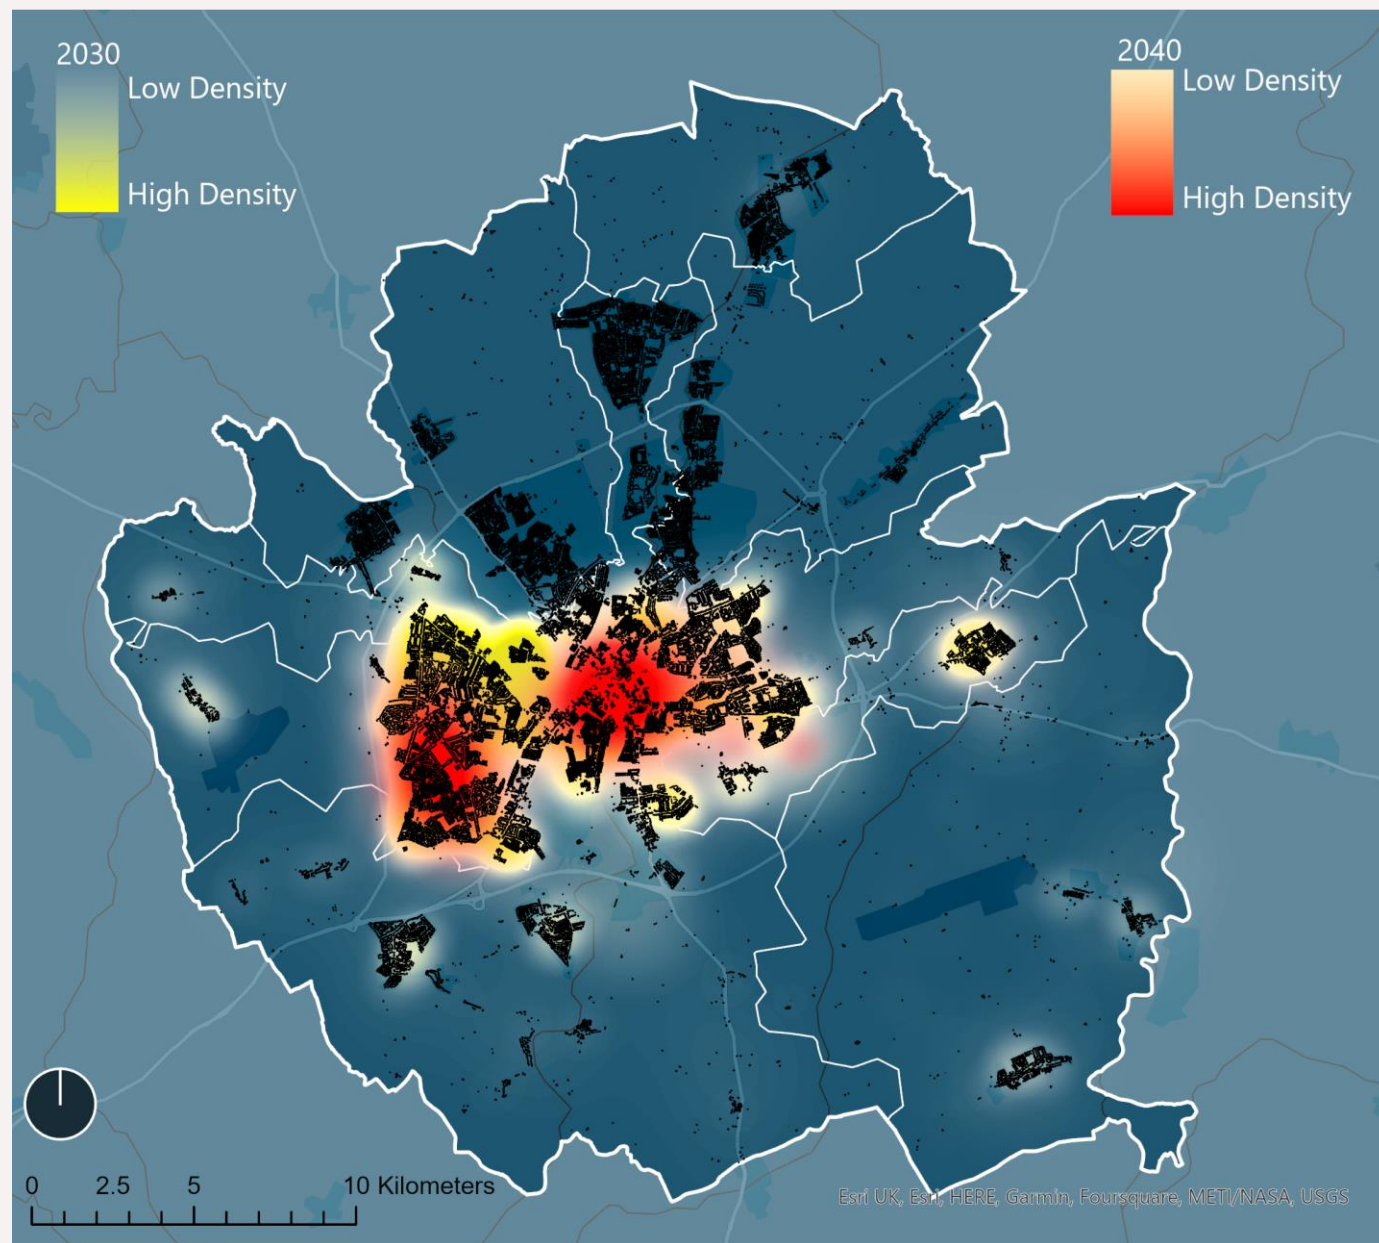 2030
Low Density
High Density
2040
Low Density
High Density
0 2.5 5 10 Kilometers
Esri UK, Esri, HERE, Garmin, Foursquare, METI/NASA, USGS